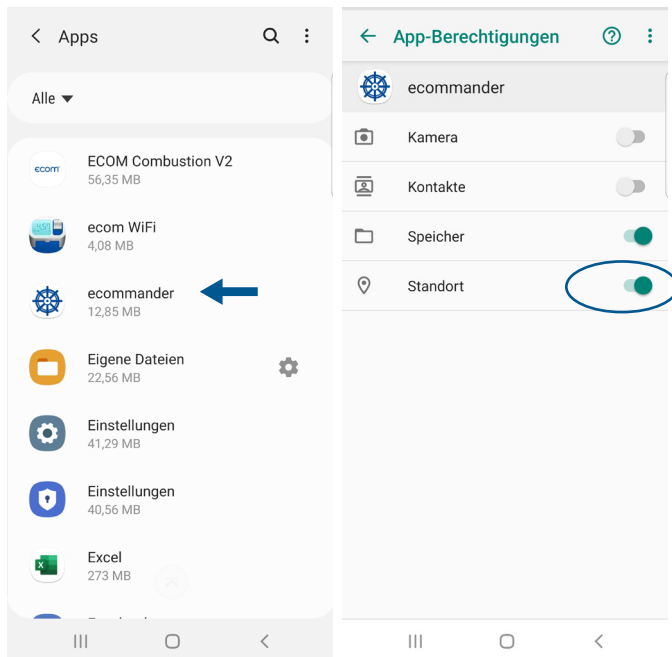 Apps
Alle
ecom
ECOM Combustion V2
56,35 MB
ecom WiFi
4,08 MB
ecommander
12,85 MB
Eigene Dateien
22,56 MB
Einstellungen
41,29 MB
Einstellungen
40,56 MB
Excel
273 MB
App-Berechtigungen
ecommander
Kamera
Kontakte
Speicher
Standort